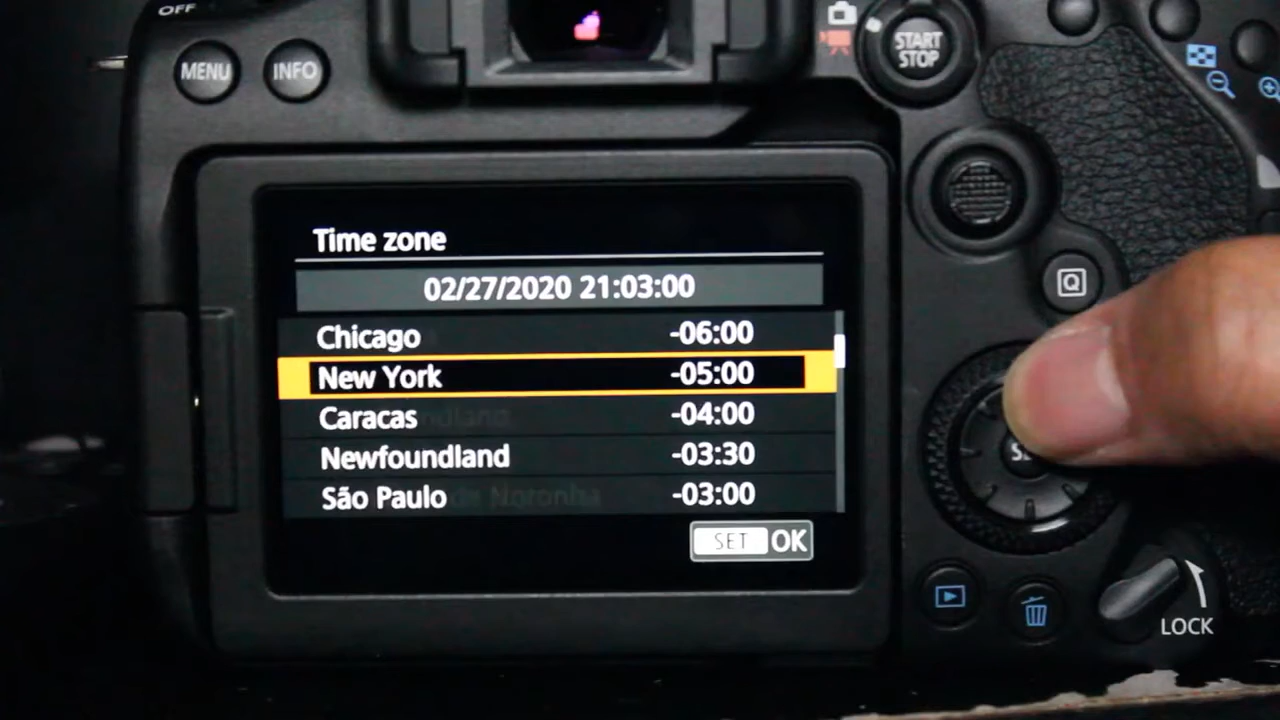 OFF
MENU INFO
START
STOP
Time zone
02/27/2020 21:03:00
Chicago -06:00
New York -05:00
Caracas -04:00
Newfoundland -03:30
São Paulo -03:00
SET OK
Q
LOCK